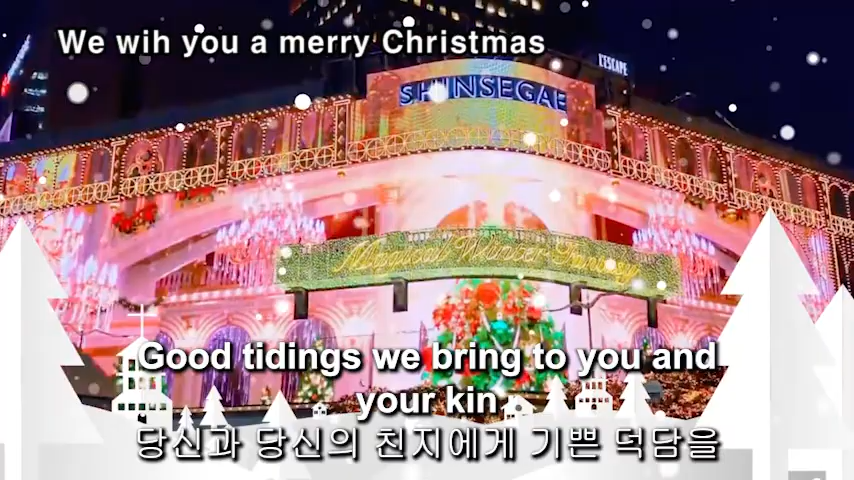 We wih you a merry Christmas
L'ESCAPE
SHINSEGAE
Magical Winter Fantasy
Good tidings we bring to you and
your kin
당신과 당신의 친지에게 기쁜 덕담을